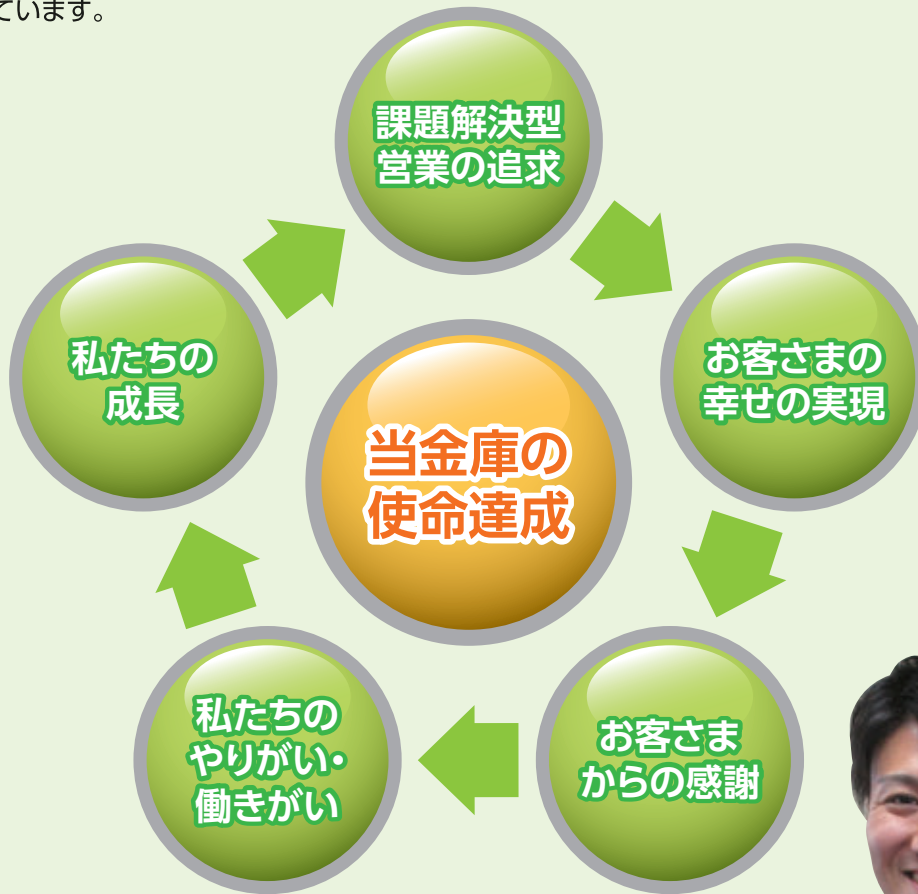 ています。
課題解決型
営業の追求
お客さまの
幸せの実現
お客さま
からの感謝
私たちの
やりがい・
働きがい
私たちの
成長
当金庫の
使命達成